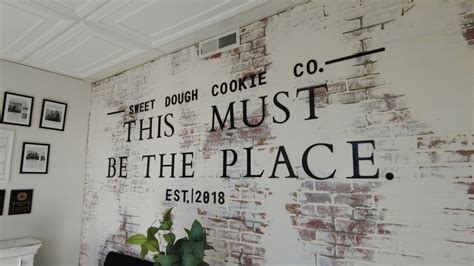 SWEET DOUGH COOKIE CO.
THIS MUST
BE THE PLACE.
EST.|2018